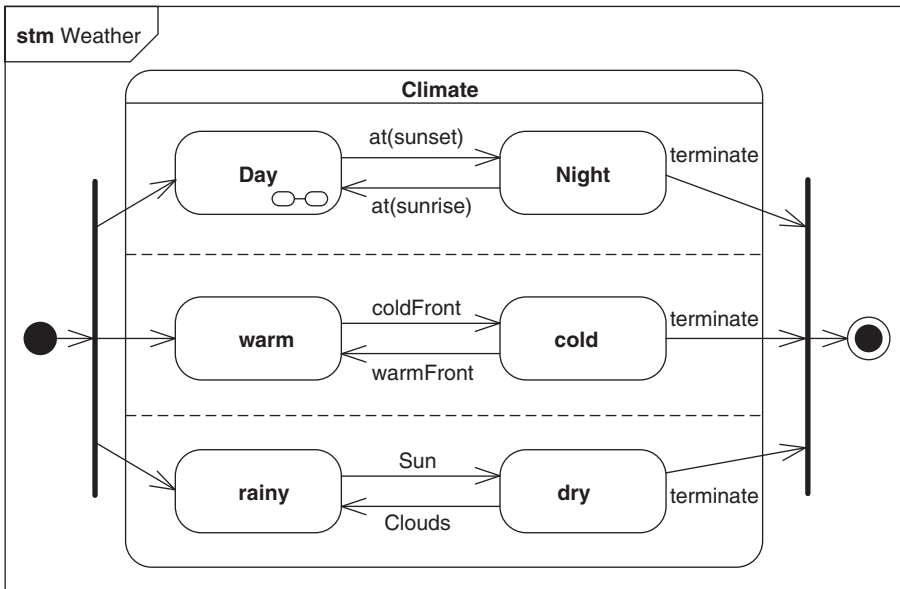 stm Weather
Climate
at(sunset)
Day
Night
terminate
at(sunrise)
coldFront
warm
cold
terminate
warmFront
Sun
rainy
dry
terminate
Clouds